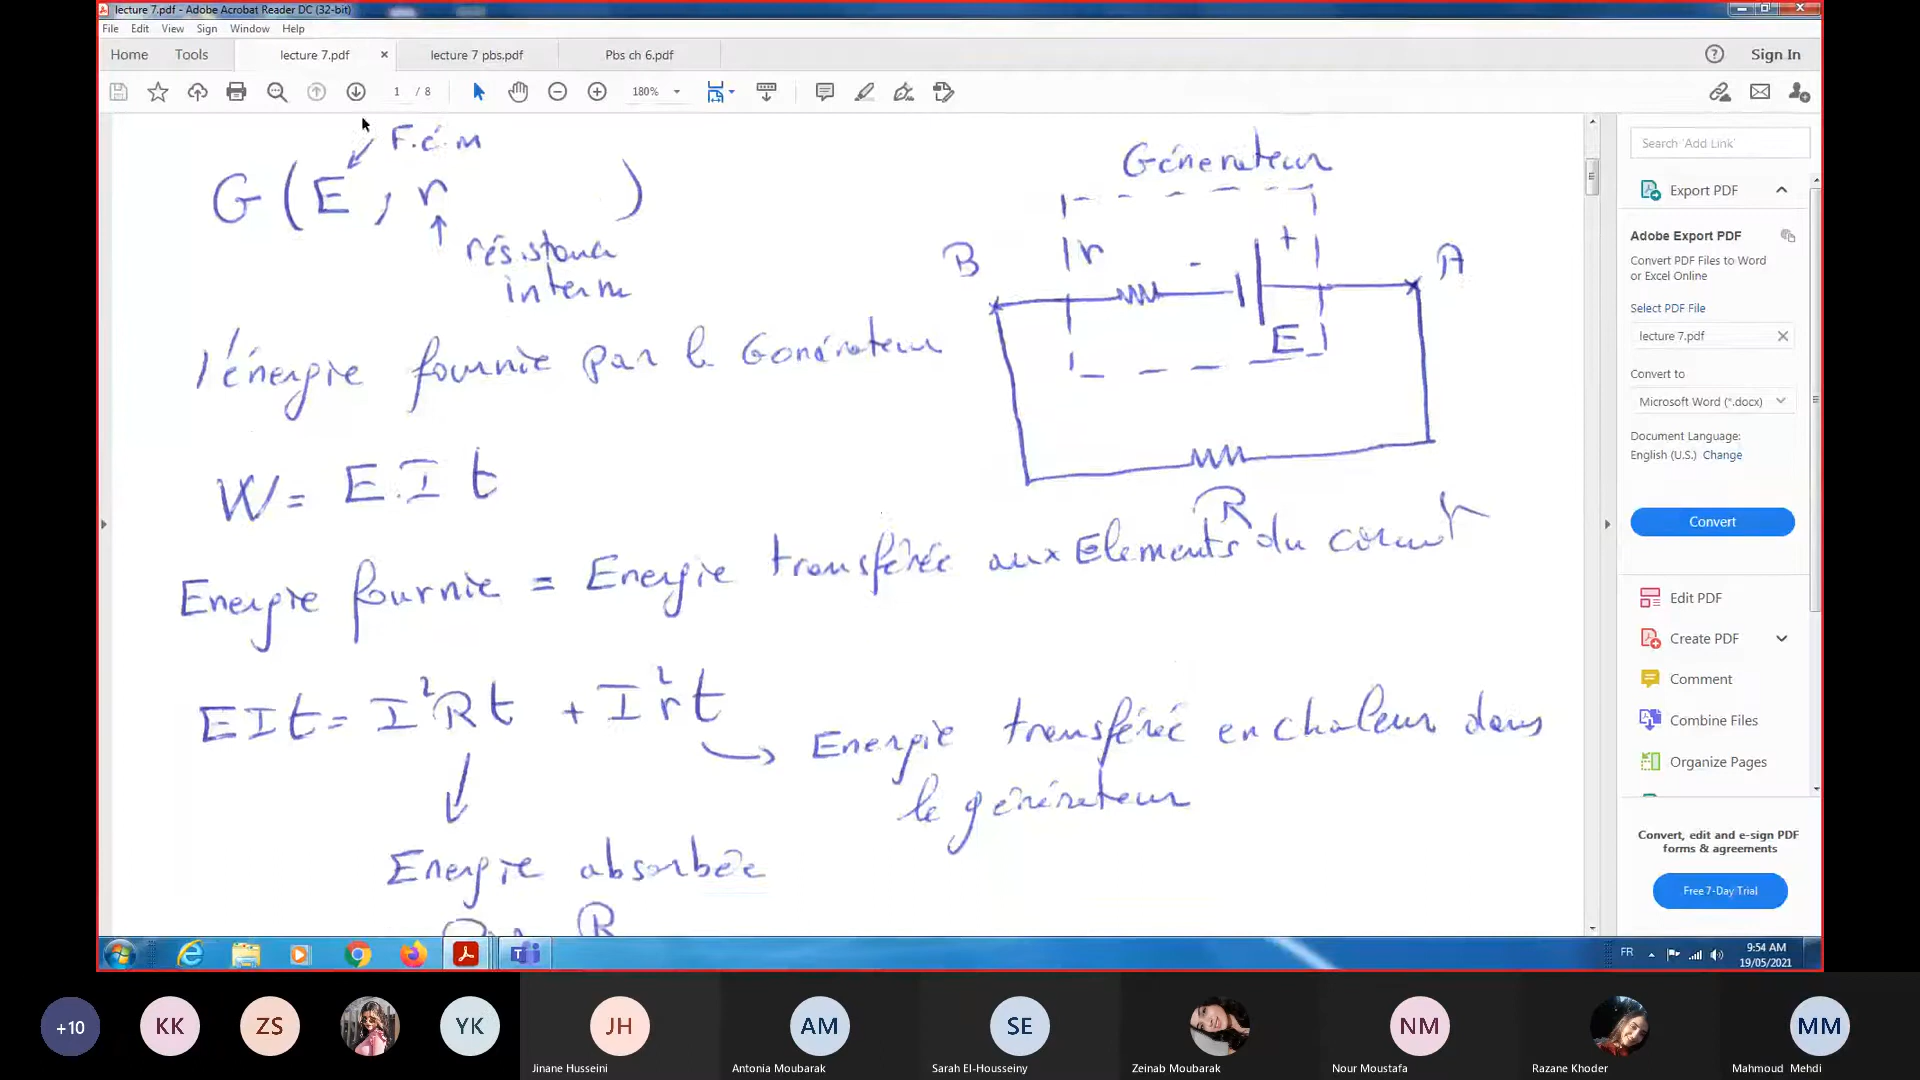 lecture 7.pdf - Adobe Acrobat Reader DC (32-bit)
File Edit View Sign Window Help
Home Tools lecture 7.pdf × lecture 7 pbs.pdf Pbs ch 6.pdf ? Sign In
1 / 8 180%
F.é.m
G (E, r )
résistance
interne
Générateur
B r - + A
E
R
l'énergie fournie par le Générateur
W = E.I t
Energie fournie = Energie transférée aux Elements du circuit
EIt = I²Rt + I²rt
Energie transférée en chaleur dans
le générateur
Energie absorbée
Par R
Search 'Add Link'
Export PDF
Adobe Export PDF
Convert PDF Files to Word
or Excel Online
Select PDF File
lecture 7.pdf
Convert to
Microsoft Word (*.docx)
Document Language:
English (U.S.) Change
Convert
Edit PDF
Create PDF
Comment
Combine Files
Organize Pages
Convert, edit and e-sign PDF
forms & agreements
Free 7-Day Trial
FR 9:54 AM
19/05/2021
+10 KK ZS YK JH AM SE NM MM
Jinane Husseini Antonia Moubarak Sarah El-Housseiny Zeinab Moubarak Nour Moustafa Razane Khoder Mahmoud Mehdi